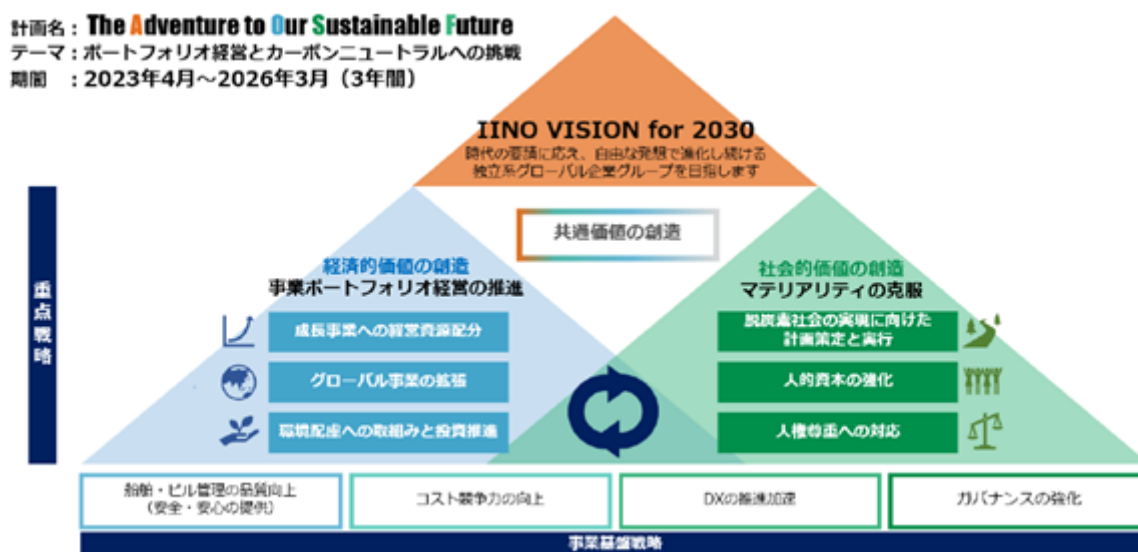 計画名：The Adventure to Our Sustainable Future
テーマ：ポートフォリオ経営とカーボンニュートラルへの挑戦
期間　：2023年4月～2026年3月（3年間）
IINO VISION for 2030
時代の要請に応え、自由な発想で進化し続ける
独立系グローバル企業グループを目指します
共通価値の創造
重点戦略
経済的価値の創造
事業ポートフォリオ経営の推進
成長事業への経営資源配分
グローバル事業の拡張
環境配慮への取組みと投資推進
社会的価値の創造
マテリアリティの克服
脱炭素社会の実現に向けた
計画策定と実行
人的資本の強化
人権尊重への対応
船舶・ビル管理の品質向上
（安全・安心の提供）
コスト競争力の向上
DXの推進加速
ガバナンスの強化
事業基盤戦略